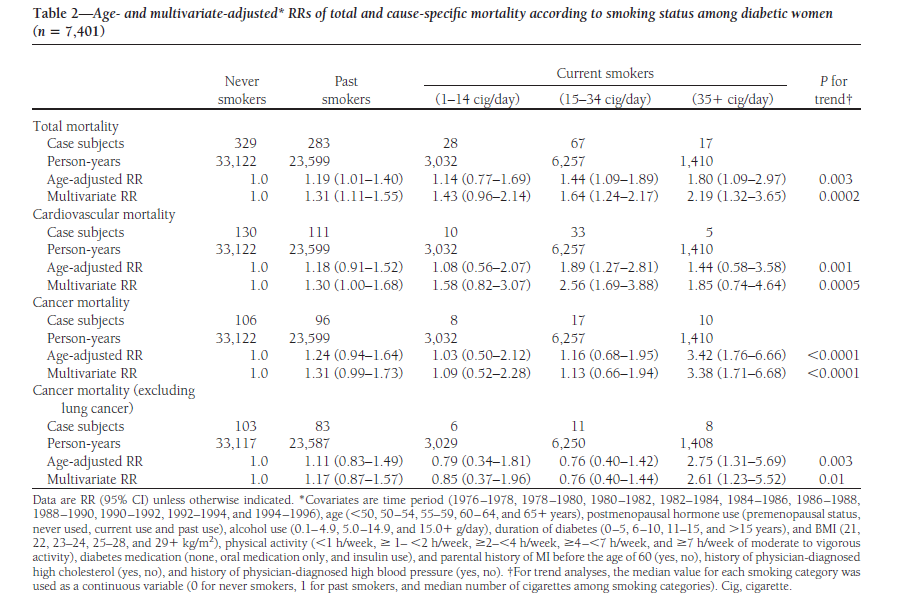 Table 2—Age- and multivariate-adjusted* RRs of total and cause-specific mortality according to smoking status among diabetic women
(n = 7,401)
Current smokers
Never Past P for
smokers smokers (1–14 cig/day) (15–34 cig/day) (35+ cig/day) trend†
Total mortality
Case subjects 329 283 28 67 17
Person-years 33,122 23,599 3,032 6,257 1,410
Age-adjusted RR 1.0 1.19 (1.01–1.40) 1.14 (0.77–1.69) 1.44 (1.09–1.89) 1.80 (1.09–2.97) 0.003
Multivariate RR 1.0 1.31 (1.11–1.55) 1.43 (0.96–2.14) 1.64 (1.24–2.17) 2.19 (1.32–3.65) 0.0002
Cardiovascular mortality
Case subjects 130 111 10 33 5
Person-years 33,122 23,599 3,032 6,257 1,410
Age-adjusted RR 1.0 1.18 (0.91–1.52) 1.08 (0.56–2.07) 1.89 (1.27–2.81) 1.44 (0.58–3.58) 0.001
Multivariate RR 1.0 1.30 (1.00–1.68) 1.58 (0.82–3.07) 2.56 (1.69–3.88) 1.85 (0.74–4.64) 0.0005
Cancer mortality
Case subjects 106 96 8 17 10
Person-years 33,122 23,599 3,032 6,257 1,410
Age-adjusted RR 1.0 1.24 (0.94–1.64) 1.03 (0.50–2.12) 1.16 (0.68–1.95) 3.42 (1.76–6.66) <0.0001
Multivariate RR 1.0 1.31 (0.99–1.73) 1.09 (0.52–2.28) 1.13 (0.66–1.94) 3.38 (1.71–6.68) <0.0001
Cancer mortality (excluding
lung cancer)
Case subjects 103 83 6 11 8
Person-years 33,117 23,587 3,029 6,250 1,408
Age-adjusted RR 1.0 1.11 (0.83–1.49) 0.79 (0.34–1.81) 0.76 (0.40–1.42) 2.75 (1.31–5.69) 0.003
Multivariate RR 1.0 1.17 (0.87–1.57) 0.85 (0.37–1.96) 0.76 (0.40–1.44) 2.61 (1.23–5.52) 0.01
Data are RR (95% CI) unless otherwise indicated. *Covariates are time period (1976–1978, 1978–1980, 1980–1982, 1982–1984, 1984–1986, 1986–1988,
1988–1990, 1990–1992, 1992–1994, and 1994–1996), age (<50, 50–54, 55–59, 60–64, and 65+ years), postmenopausal hormone use (premenopausal status,
never used, current use and past use), alcohol use (0.1–4.9, 5.0–14.9, and 15.0+ g/day), duration of diabetes (0–5, 6–10, 11–15, and >15 years), and BMI (21,
22, 23–24, 25–28, and 29+ kg/m²), physical activity (<1 h/week, ≥ 1– <2 h/week, ≥2–<4 h/week, ≥4–<7 h/week, and ≥7 h/week of moderate to vigorous
activity), diabetes medication (none, oral medication only, and insulin use), and parental history of MI before the age of 60 (yes, no), history of physician-diagnosed
high cholesterol (yes, no), and history of physician-diagnosed high blood pressure (yes, no). †For trend analyses, the median value for each smoking category was
used as a continuous variable (0 for never smokers, 1 for past smokers, and median number of cigarettes among smoking categories). Cig, cigarette.